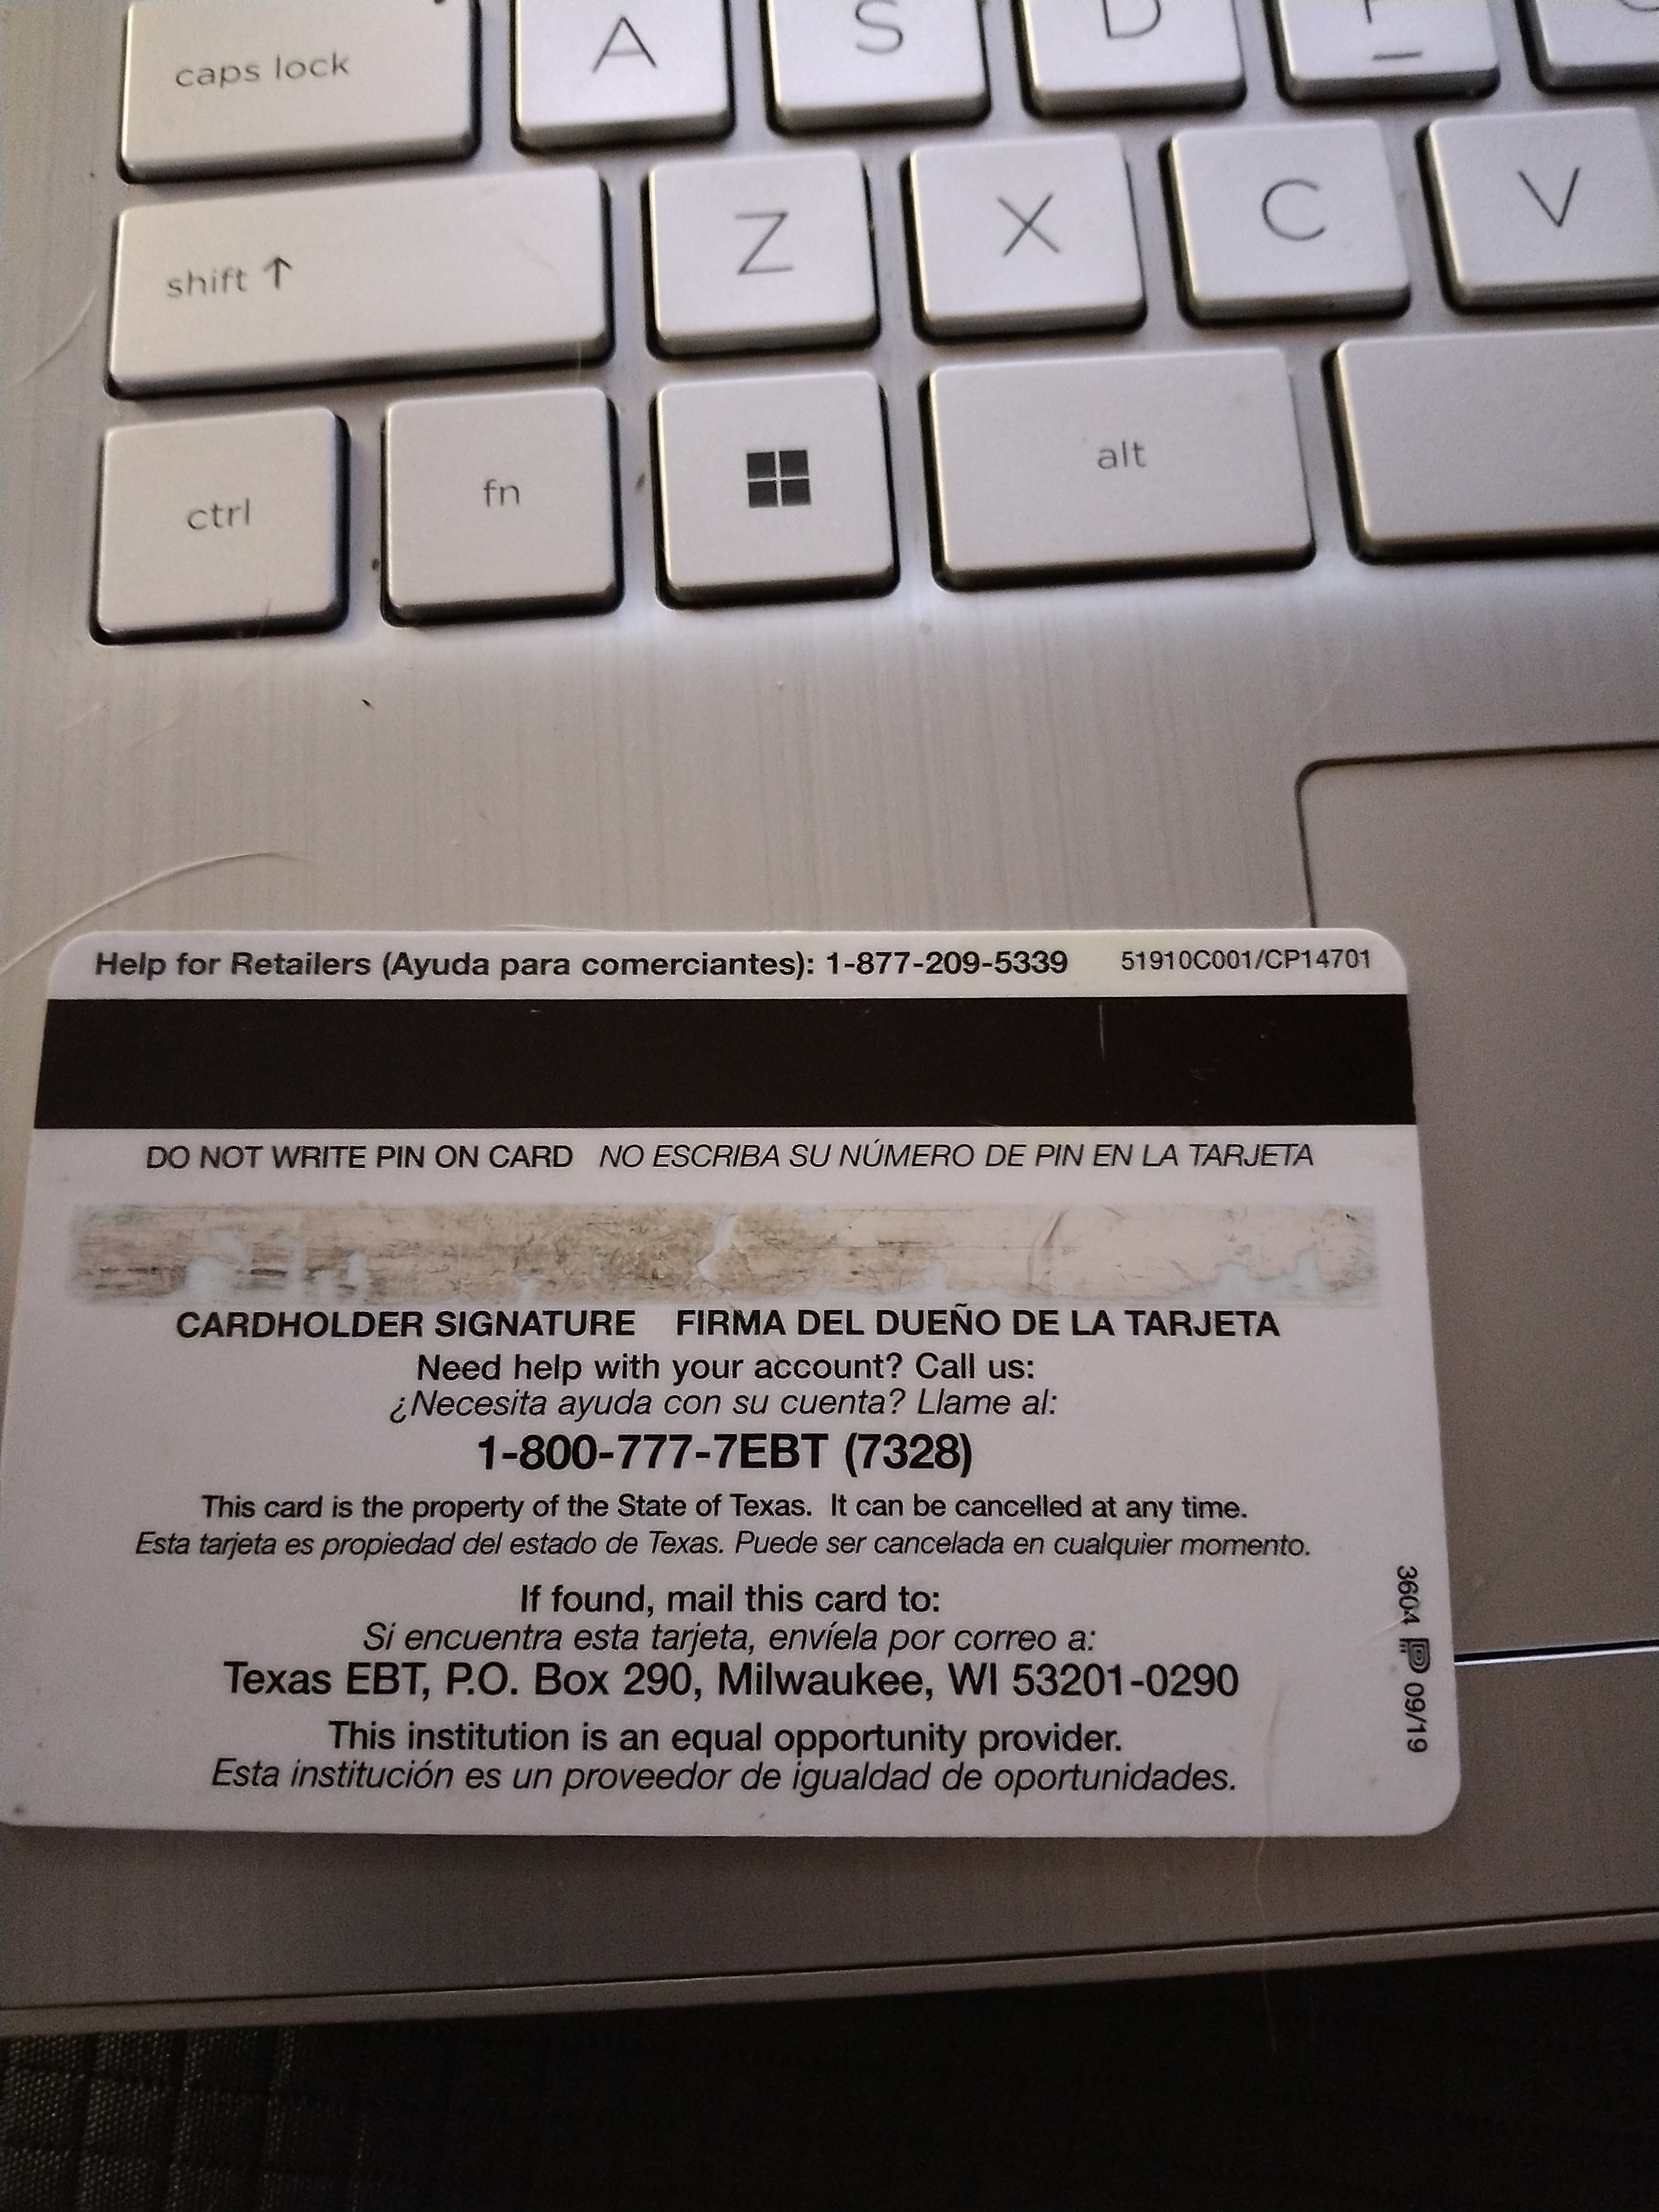 caps lock A S D F
shift ↑ Z X C V
ctrl fn alt
Help for Retailers (Ayuda para comerciantes): 1-877-209-5339 51910C001/CP14701
DO NOT WRITE PIN ON CARD NO ESCRIBA SU NÚMERO DE PIN EN LA TARJETA
CARDHOLDER SIGNATURE FIRMA DEL DUEÑO DE LA TARJETA
Need help with your account? Call us:
¿Necesita ayuda con su cuenta? Llame al:
1-800-777-7EBT (7328)
This card is the property of the State of Texas. It can be cancelled at any time.
Esta tarjeta es propiedad del estado de Texas. Puede ser cancelada en cualquier momento.
If found, mail this card to:
Si encuentra esta tarjeta, envíela por correo a:
Texas EBT, P.O. Box 290, Milwaukee, WI 53201-0290
This institution is an equal opportunity provider.
Esta institución es un proveedor de igualdad de oportunidades.
3604 09/19